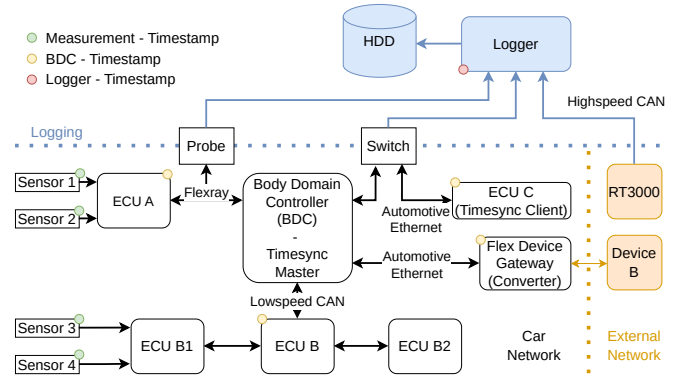 Measurement - Timestamp
BDC - Timestamp
Logger - Timestamp
HDD
Logger
Highspeed CAN
Logging
Probe
Switch
Sensor 1
Sensor 2
ECU A
Flexray
Body Domain
Controller
(BDC)
-
Timesync
Master
ECU C
(Timesync Client)
Automotive
Ethernet
RT3000
Automotive
Ethernet
Flex Device
Gateway
(Converter)
Device
B
Lowspeed CAN
Sensor 3
Sensor 4
ECU B1
ECU B
ECU B2
Car
Network
External
Network